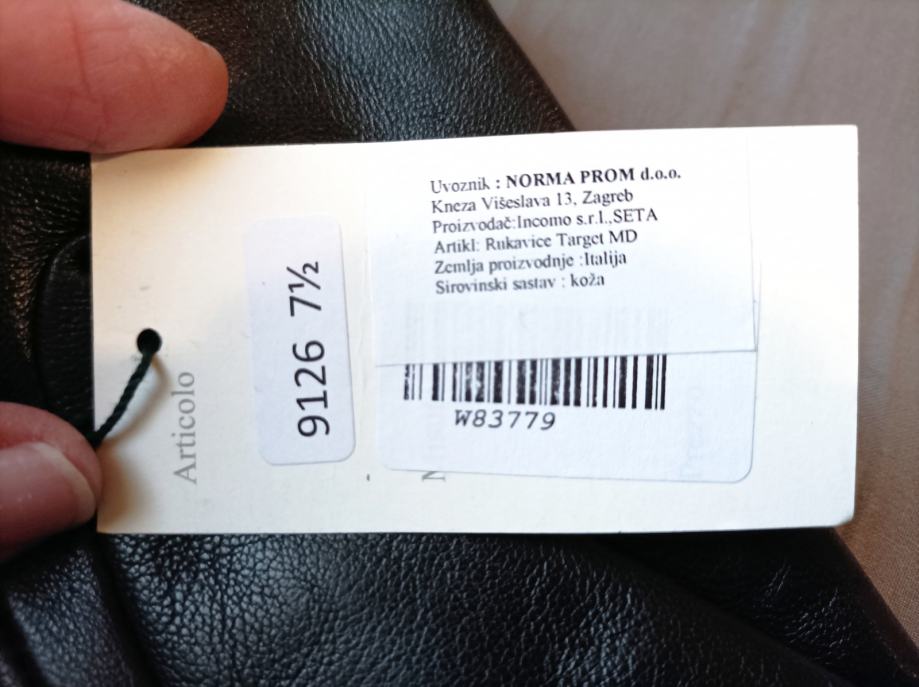 Uvoznik : NORMA PROM d.o.o.
Kneza Višeslava 13, Zagreb
Proizvodač:Incomo s.r.l.,SETA
Artikl: Rukavice Target MD
Zemlja proizvodnje :Italija
Sirovinski sastav : koža
W83779
9126 7½
Articolo